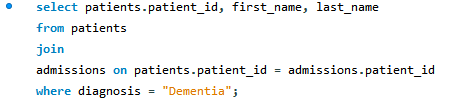 select patients.patient_id, first_name, last_name
from patients
join
admissions on patients.patient_id = admissions.patient_id
where diagnosis = "Dementia";